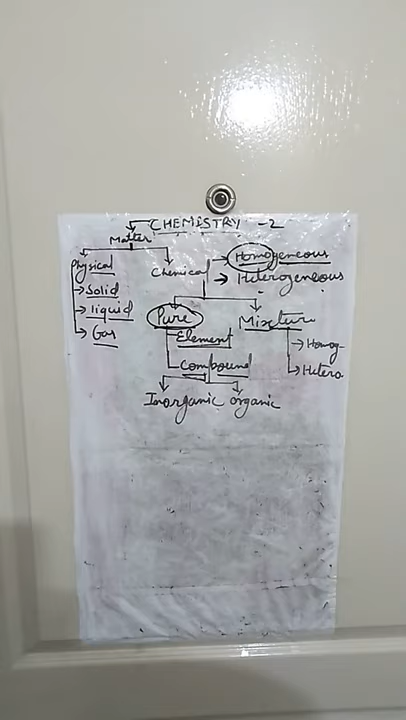 CHEMISTRY -2
Matter
Physical
Solid
liquid
Gas
Chemical
Homogeneous
Heterogeneous
Pure
Element
Compound
Inorganic organic
Mixture
Homog
Hetero